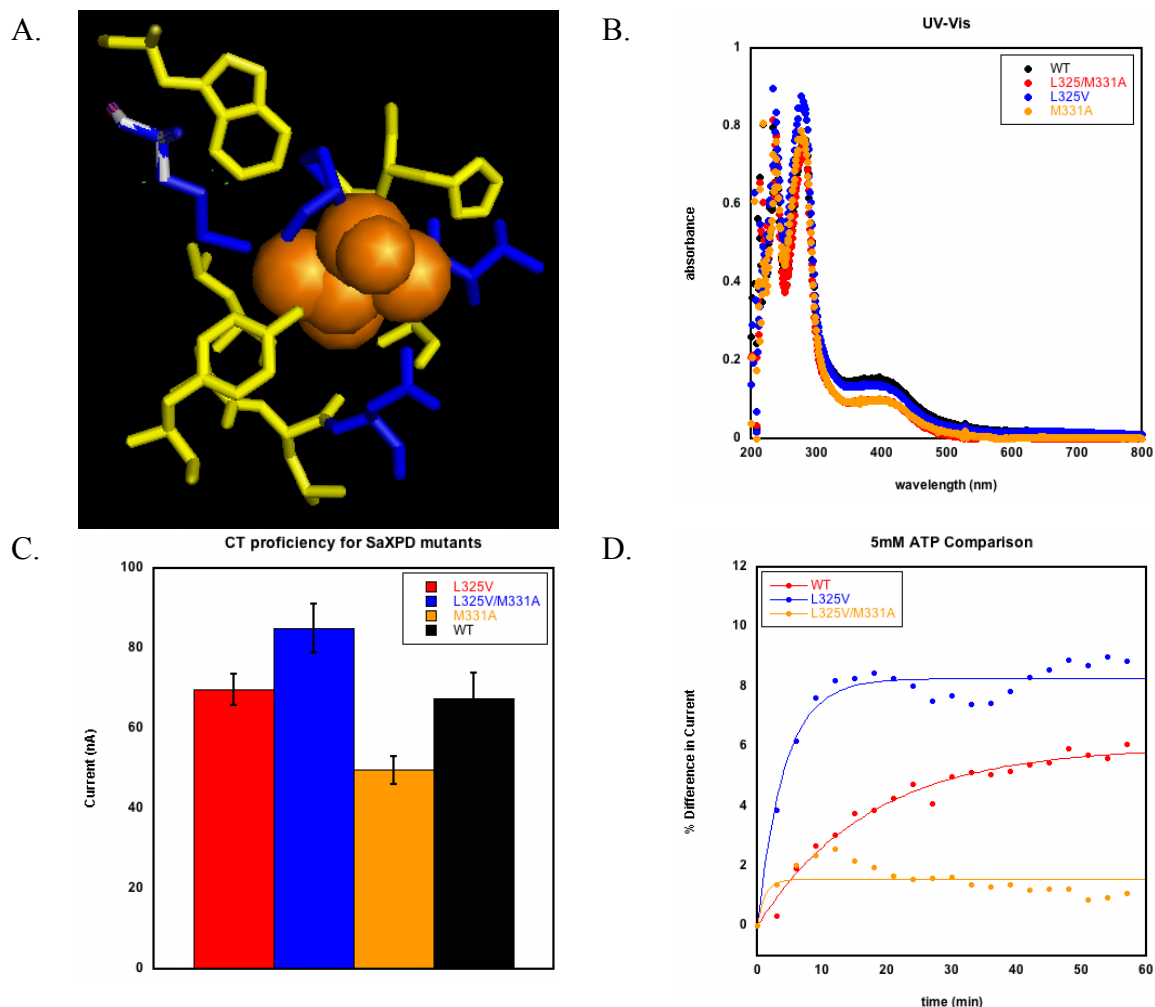 A.
B.
UV-Vis
1
0.8
0.6
0.4
0.2
0
absorbance
WT
L325/M331A
L325V
M331A
200 300 400 500 600 700 800
wavelength (nm)
C.
CT proficiency for SaXPD mutants
100
80
60
40
20
0
Current (nA)
L325V
L325V/M331A
M331A
WT
D.
5mM ATP Comparison
12
10
8
6
4
2
0
% Difference in Current
WT
L325V
L325V/M331A
0 10 20 30 40 50 60
time (min)